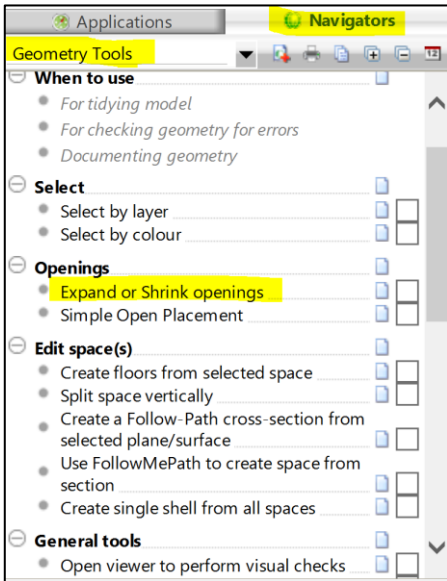 Applications
Navigators
Geometry Tools
12
When to use
For tidying model
For checking geometry for errors
Documenting geometry
Select
Select by layer
Select by colour
Openings
Expand or Shrink openings
Simple Open Placement
Edit space(s)
Create floors from selected space
Split space vertically
Create a Follow-Path cross-section from
selected plane/surface
Use FollowMePath to create space from
section
Create single shell from all spaces
General tools
Open viewer to perform visual checks